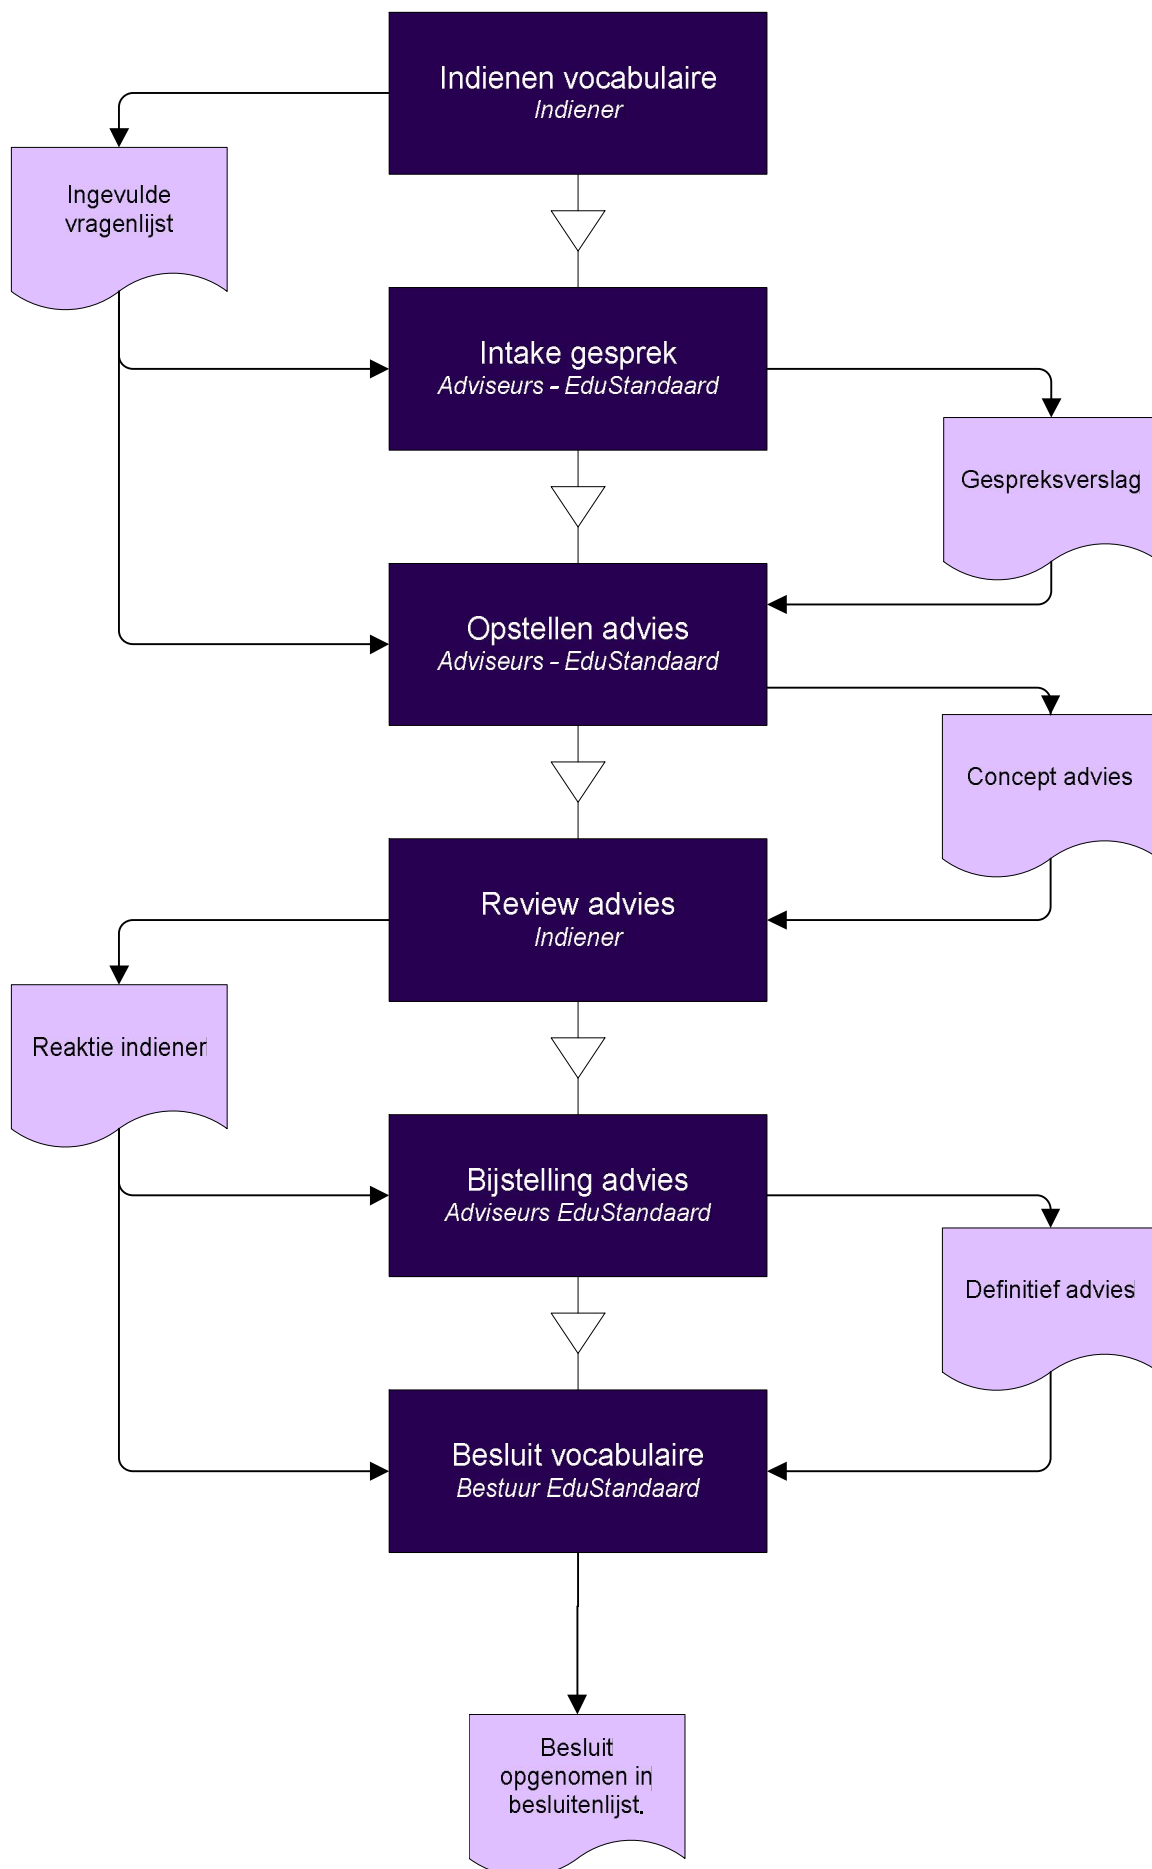 Indienen vocabulaire
Indiener
Ingevulde
vragenlijst
Intake gesprek
Adviseurs - EduStandaard
Gespreksverslag
Opstellen advies
Adviseurs - EduStandaard
Concept advies
Review advies
Indiener
Reaktie indiener
Bijstelling advies
Adviseurs EduStandaard
Definitief advies
Besluit vocabulaire
Bestuur EduStandaard
Besluit
opgenomen in
besluitenlijst.